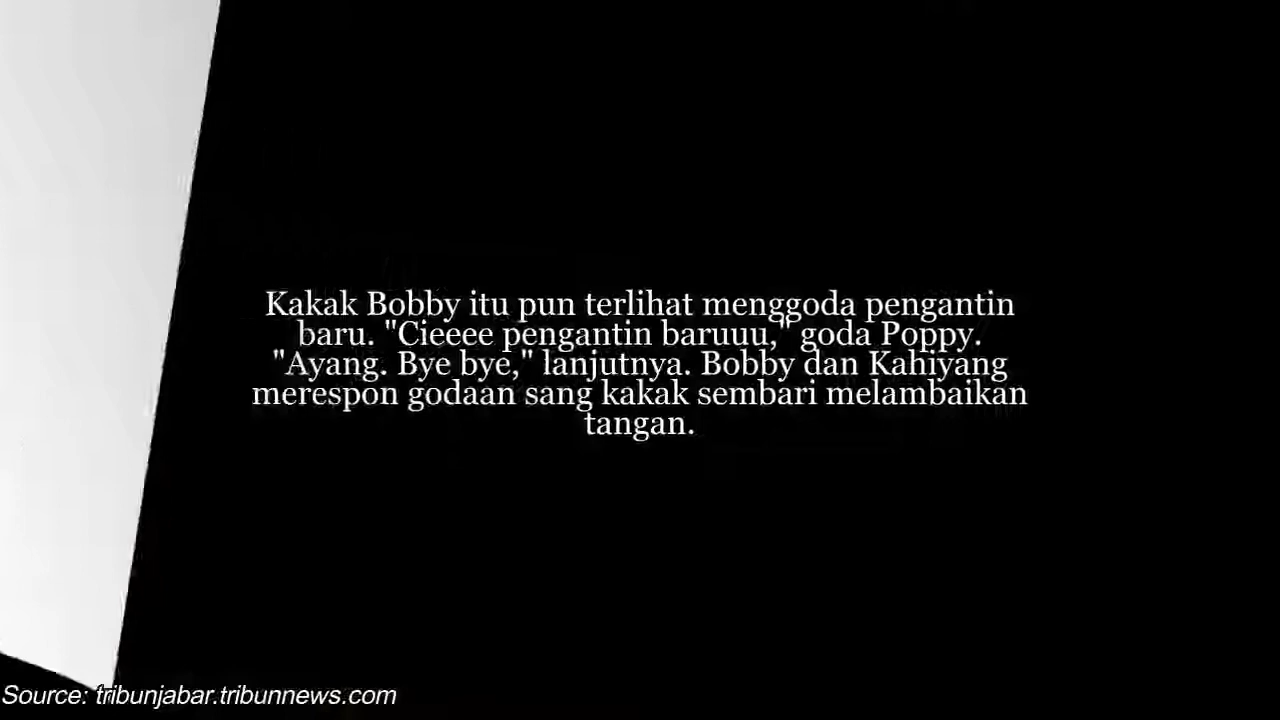 Kakak Bobby itu pun terlihat menggoda pengantin
baru. "Cieeee pengantin baruuu," goda Poppy.
"Ayang. Bye bye," lanjutnya. Bobby dan Kahiyang
merespon godaan sang kakak sembari melambaikan
tangan.
Source: tribunjabar.tribunnews.com